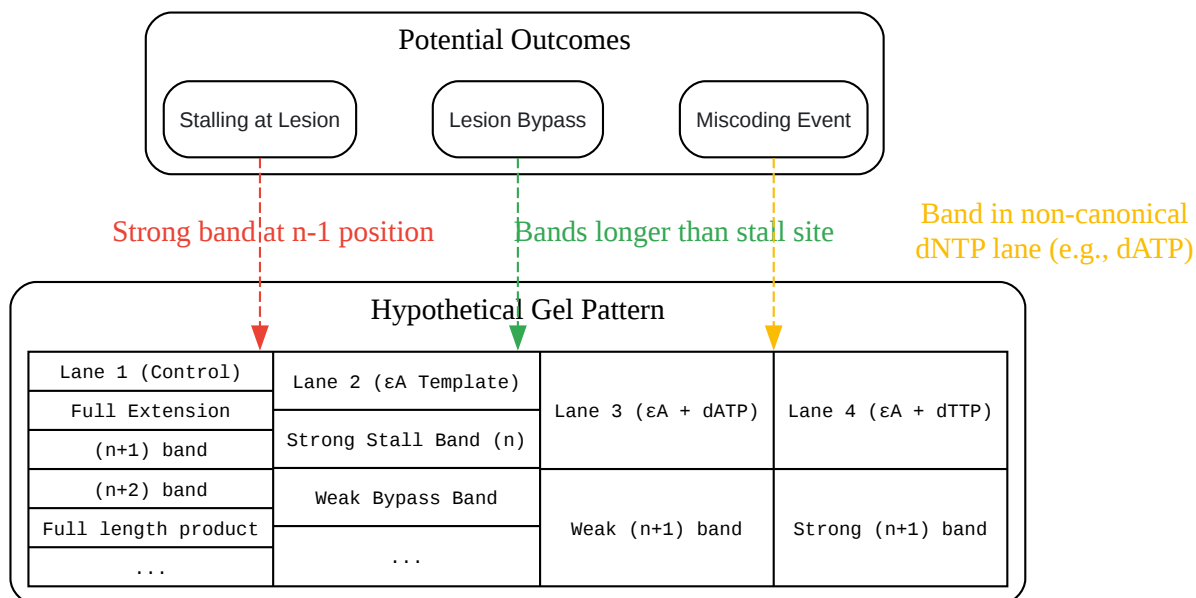 Potential Outcomes
Stalling at Lesion
Lesion Bypass
Miscoding Event
Strong band at n-1 position
Bands longer than stall site
Band in non-canonical
dNTP lane (e.g., dATP)
Hypothetical Gel Pattern
Lane 1 (Control)
Full Extension
(n+1) band
(n+2) band
Full length product
...
Lane 2 (εA Template)
Strong Stall Band (n)
Weak Bypass Band
...
Lane 3 (εA + dATP)
Weak (n+1) band
Lane 4 (εA + dTTP)
Strong (n+1) band